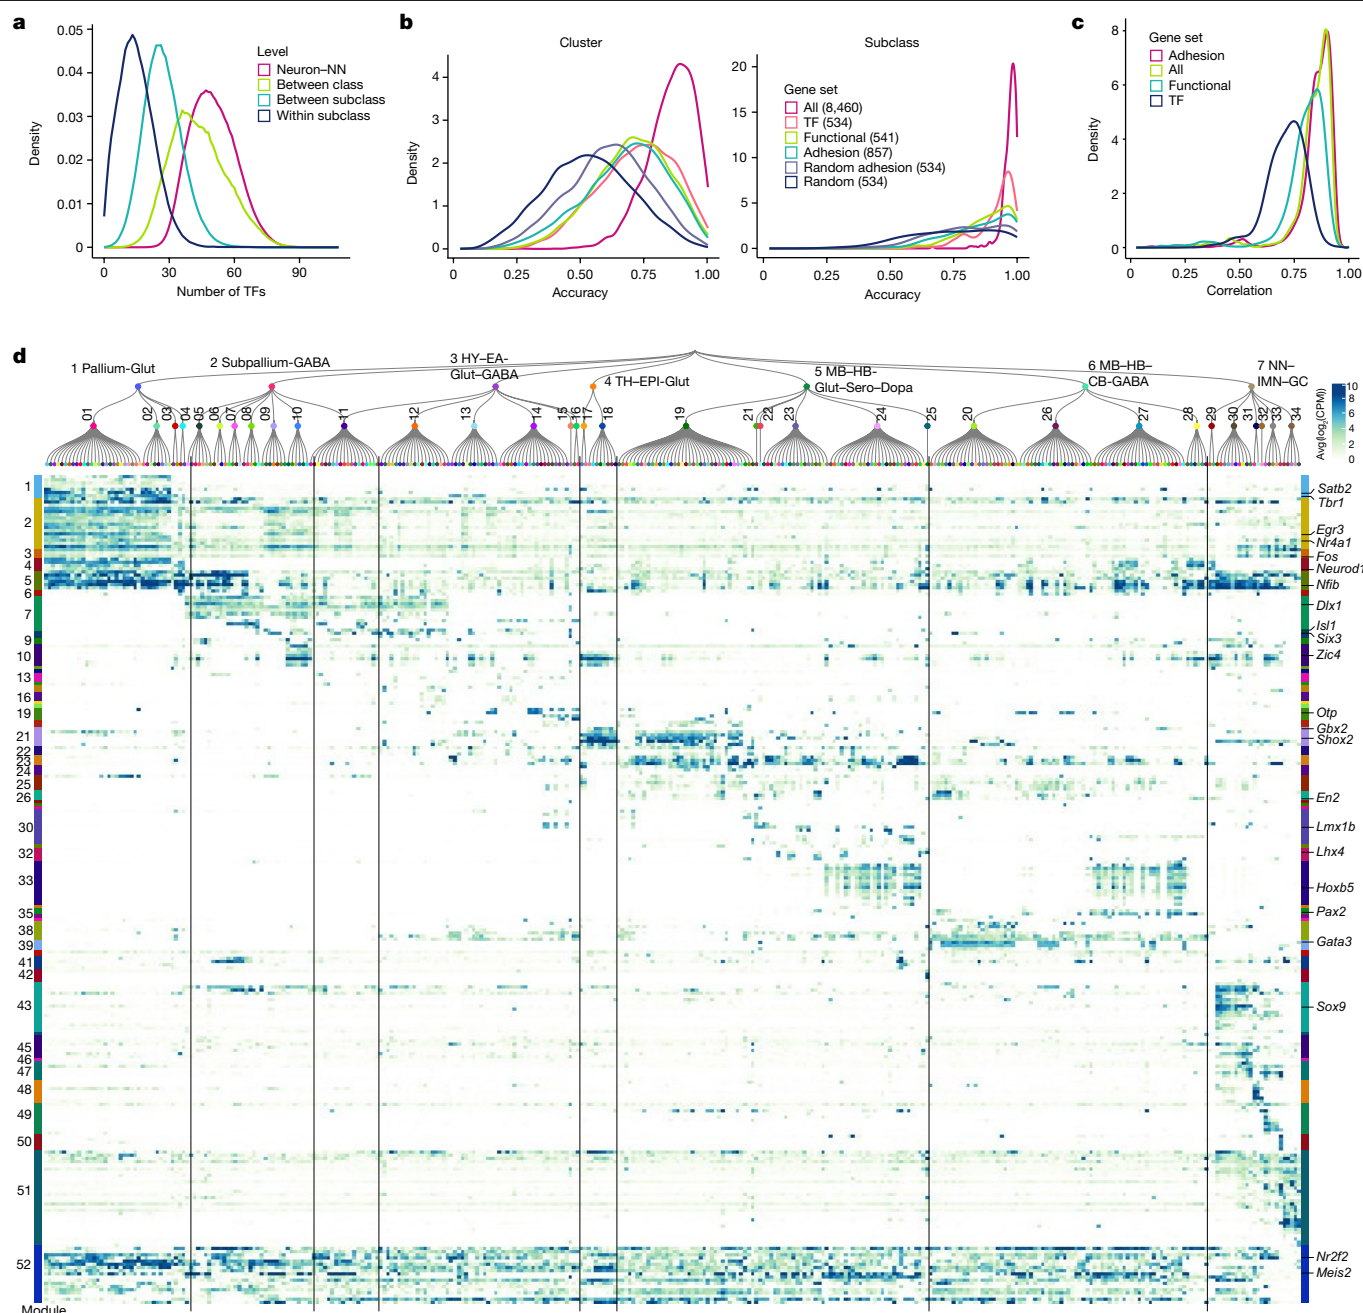 a
0.05
0.04
0.03
0.02
0.01
0
Density
0 30 60 90
Number of TFs
Level
Neuron–NN
Between class
Between subclass
Within subclass
b
Cluster
4
3
2
1
0
Density
0 0.25 0.50 0.75 1.00
Accuracy
Subclass
20
15
10
5
0
Gene set
All (8,460)
TF (534)
Functional (541)
Adhesion (857)
Random adhesion (534)
Random (534)
0 0.25 0.50 0.75 1.00
Accuracy
c
8
6
4
2
0
Density
Gene set
Adhesion
All
Functional
TF
0 0.25 0.50 0.75 1.00
Correlation
d
1 Pallium-Glut
2 Subpallium-GABA
3 HY–EA-
Glut–GABA
4 TH–EPI-Glut
5 MB–HB-
Glut–Sero–Dopa
6 MB–HB–
CB-GABA
7 NN–
IMN–GC
01 02 03 04 05 06 07 08 09 10 11 12 13 14 15 16 17 18 19 21 22 23 24 25 20 26 27 28 29 30 31 32 33 34
Avg(log2(CPM))
10
8
6
4
2
0
1
2
3
4
5
6
7
9
10
13
16
19
21
22
23
24
25
26
30
32
33
35
38
39
41
42
43
45
46
47
48
49
50
51
52
Module
Satb2
Tbr1
Egr3
Nr4a1
Fos
Neurod1
Nfib
Dlx1
Isl1
Six3
Zic4
Otp
Gbx2
Shox2
En2
Lmx1b
Lhx4
Hoxb5
Pax2
Gata3
Sox9
Nr2f2
Meis2